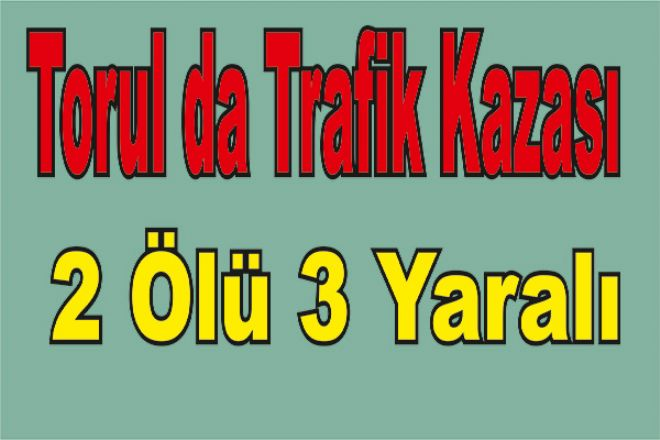 Torul da Trafik Kazası
2 Ölü 3 Yaralı